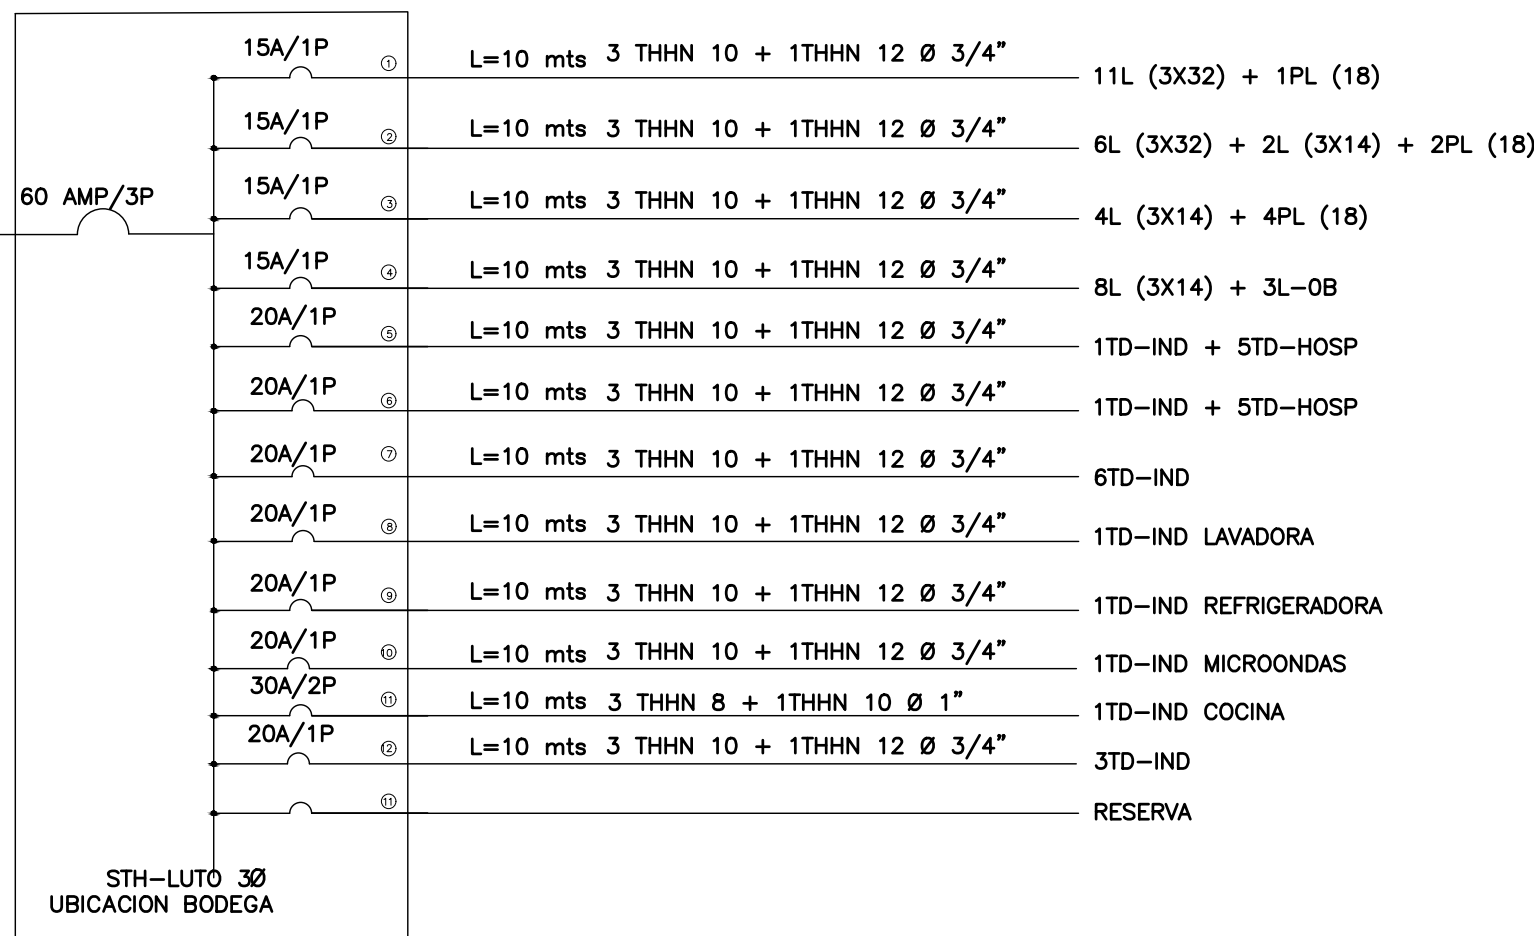 15A/1P ① L=10 mts 3 THHN 10 + 1THHN 12 Ø 3/4” 11L (3X32) + 1PL (18)
15A/1P ② L=10 mts 3 THHN 10 + 1THHN 12 Ø 3/4” 6L (3X32) + 2L (3X14) + 2PL (18)
15A/1P ③ L=10 mts 3 THHN 10 + 1THHN 12 Ø 3/4” 4L (3X14) + 4PL (18)
60 AMP/3P
15A/1P ④ L=10 mts 3 THHN 10 + 1THHN 12 Ø 3/4” 8L (3X14) + 3L-0B
20A/1P ⑤ L=10 mts 3 THHN 10 + 1THHN 12 Ø 3/4” 1TD-IND + 5TD-HOSP
20A/1P ⑥ L=10 mts 3 THHN 10 + 1THHN 12 Ø 3/4” 1TD-IND + 5TD-HOSP
20A/1P ⑦ L=10 mts 3 THHN 10 + 1THHN 12 Ø 3/4” 6TD-IND
20A/1P ⑧ L=10 mts 3 THHN 10 + 1THHN 12 Ø 3/4” 1TD-IND LAVADORA
20A/1P ⑨ L=10 mts 3 THHN 10 + 1THHN 12 Ø 3/4” 1TD-IND REFRIGERADORA
20A/1P ⑩ L=10 mts 3 THHN 10 + 1THHN 12 Ø 3/4” 1TD-IND MICROONDAS
30A/2P ⑪ L=10 mts 3 THHN 8 + 1THHN 10 Ø 1” 1TD-IND COCINA
20A/1P ⑫ L=10 mts 3 THHN 10 + 1THHN 12 Ø 3/4” 3TD-IND
⑪ RESERVA
STH-LUTO 3Ø
UBICACION BODEGA